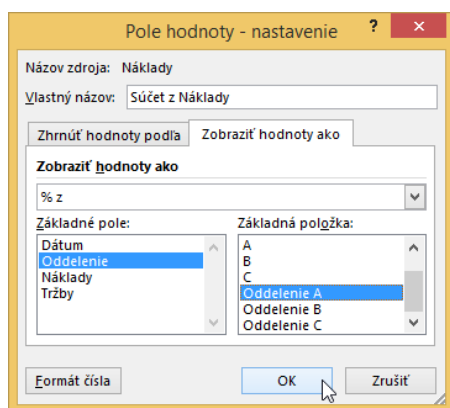 Pole hodnoty - nastavenie ? ×
Názov zdroja: Náklady
Vlastný názov: Súčet z Náklady
Zhrnúť hodnoty podľa Zobraziť hodnoty ako
Zobraziť hodnoty ako
% z
Základné pole: Základná položka:
Dátum A
Oddelenie B
Náklady C
Tržby Oddelenie A
Oddelenie B
Oddelenie C
Formát čísla OK Zrušiť